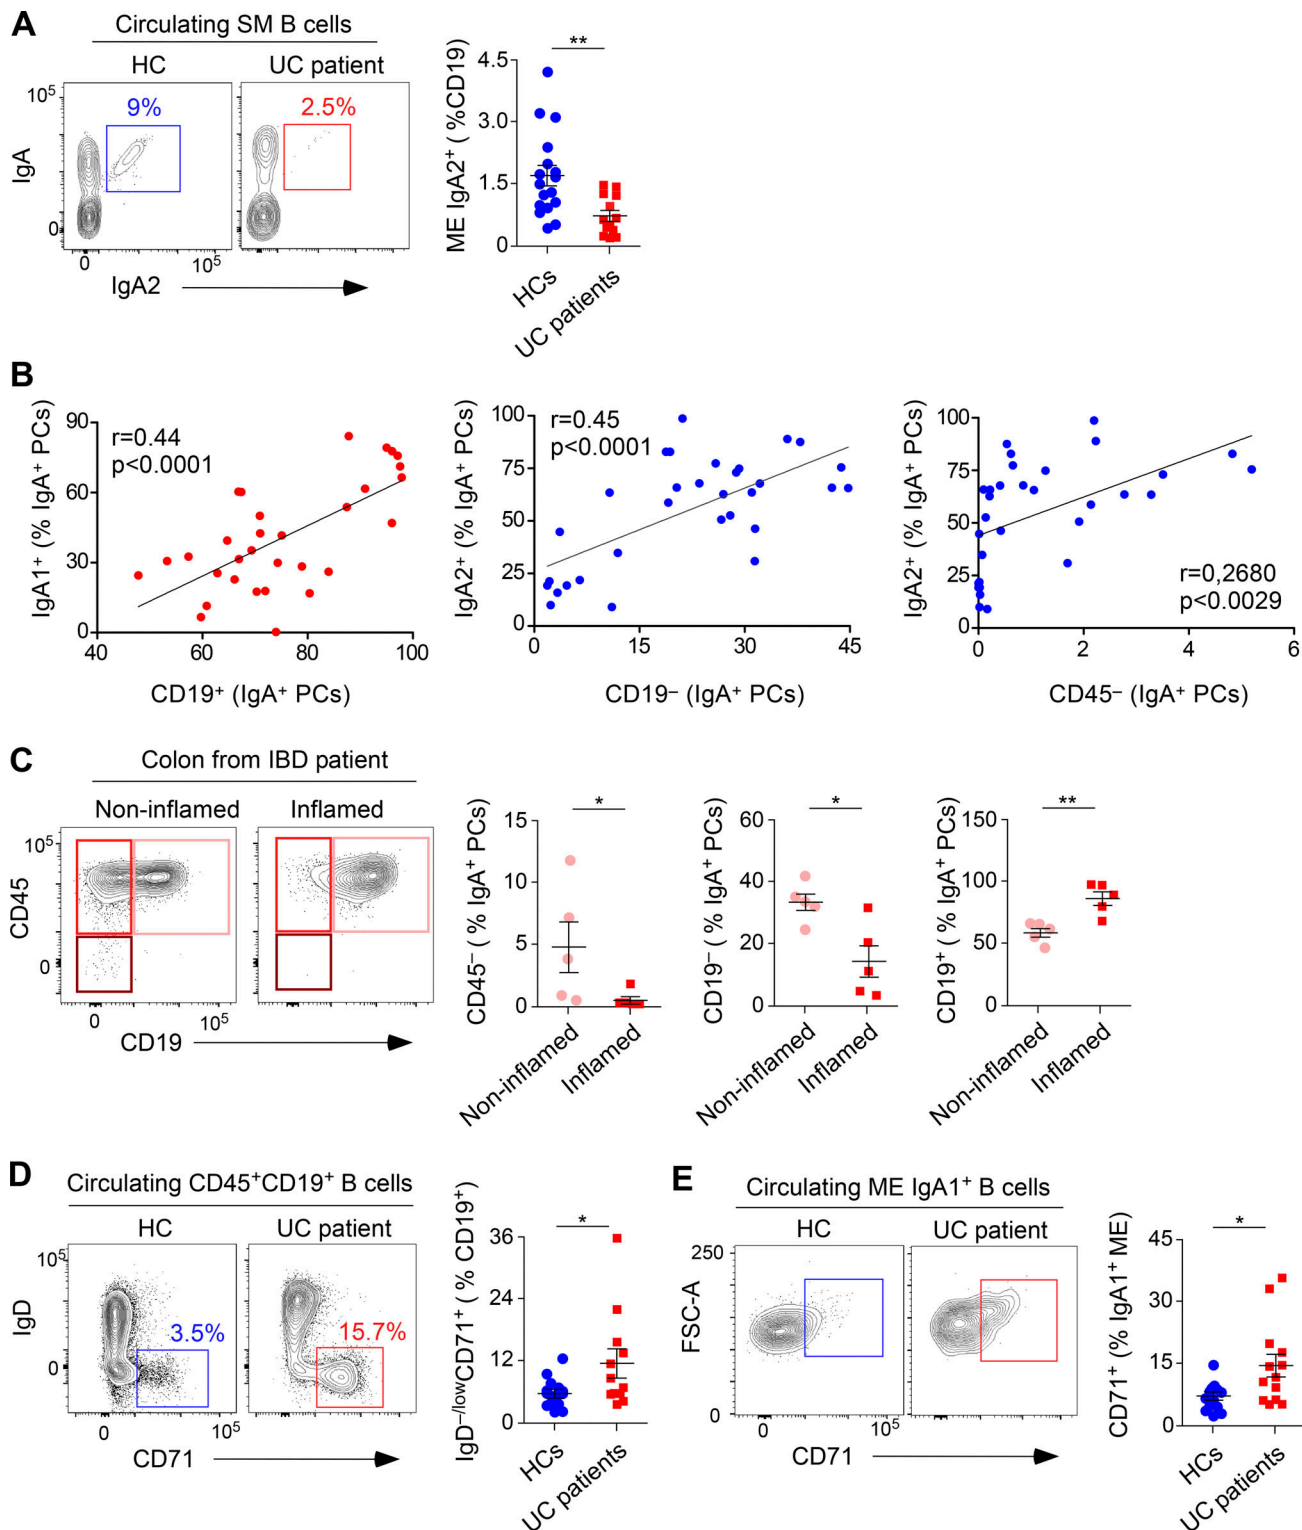 A
Circulating SM B cells
HC
UC patient
9%
2.5%
10⁵
IgA
0
0
10⁵
IgA2
**
ME IgA2⁺ ( %CD19)
4.5
3.0
1.5
0
HCs
UC patients
B
r=0.44
p<0.0001
IgA1⁺ (% IgA⁺ PCs)
90
60
30
0
40
60
80
100
CD19⁺ (IgA⁺ PCs)
r=0.45
p<0.0001
IgA2⁺ (% IgA⁺ PCs)
100
75
50
25
0
0
15
30
45
CD19⁻ (IgA⁺ PCs)
IgA2⁺ (% IgA⁺ PCs)
100
75
50
25
0
r=0,2680
p<0.0029
0
2
4
6
CD45⁻ (IgA⁺ PCs)
C
Colon from IBD patient
Non-inflamed
Inflamed
10⁵
CD45
0
0
10⁵
CD19
*
CD45⁻ ( % IgA⁺ PCs)
15
10
5
0
Non-inflamed
Inflamed
*
CD19⁻ ( % IgA⁺ PCs)
60
40
20
0
Non-inflamed
Inflamed
**
CD19⁺ ( % IgA⁺ PCs)
150
100
50
0
Non-inflamed
Inflamed
D
Circulating CD45⁺CD19⁺ B cells
HC
UC patient
10⁵
IgD
0
3.5%
15.7%
0
10⁵
CD71
*
IgD⁻/ˡᵒʷCD71⁺ ( % CD19⁺)
36
24
12
0
HCs
UC patients
E
Circulating ME IgA1⁺ B cells
HC
UC patient
250
FSC-A
0
0
10⁵
CD71
*
CD71⁺ (% IgA1⁺ ME)
45
30
15
0
HCs
UC patients